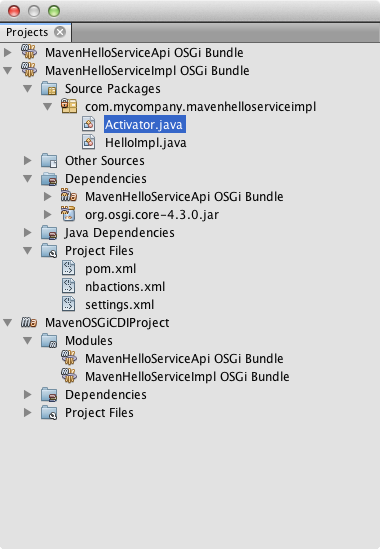 Projects
MavenHelloServiceApi OSGi Bundle
MavenHelloServiceImpl OSGi Bundle
Source Packages
com.mycompany.mavenhelloserviceimpl
Activator.java
HelloImpl.java
Other Sources
Dependencies
MavenHelloServiceApi OSGi Bundle
org.osgi.core-4.3.0.jar
Java Dependencies
Project Files
pom.xml
nbactions.xml
settings.xml
MavenOSGiCDIProject
Modules
MavenHelloServiceApi OSGi Bundle
MavenHelloServiceImpl OSGi Bundle
Dependencies
Project Files